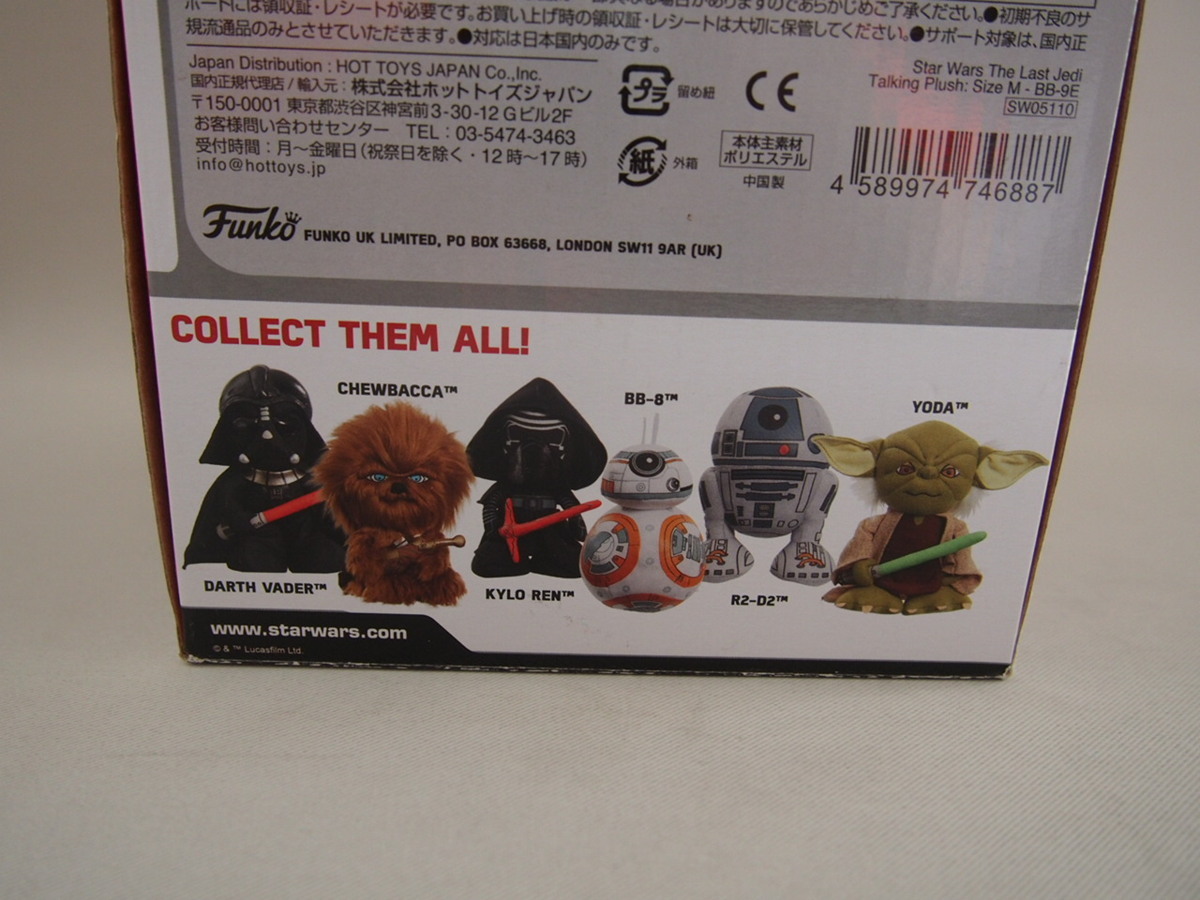 ポートには領収証・レシートが必要です。お買い上げ時の領収証・レシートは大切に保管してください。●サポート対象は、国内正
規流通品のみとさせていただきます。●対応は日本国内のみです。
Japan Distribution : HOT TOYS JAPAN Co.,Inc.
国内正規代理店 / 輸入元 : 株式会社ホットトイズジャパン
〒150-0001 東京都渋谷区神宮前3-30-12 Gビル2F
お客様問い合わせセンター TEL : 03-5474-3463
受付時間 : 月〜金曜日 (祝祭日を除く・12時〜17時)
info@hottoys.jp
プラ 留め紐
紙 外箱
CE
本体主素材
ポリエステル
中国製
Star Wars The Last Jedi
Talking Plush: Size M - BB-9E
SW05110
4 589974 746887
Funko FUNKO UK LIMITED, PO BOX 63668, LONDON SW11 9AR (UK)
COLLECT THEM ALL!
CHEWBACCA™
BB-8™
YODA™
DARTH VADER™
KYLO REN™
R2-D2™
www.starwars.com
© & ™ Lucasfilm Ltd.